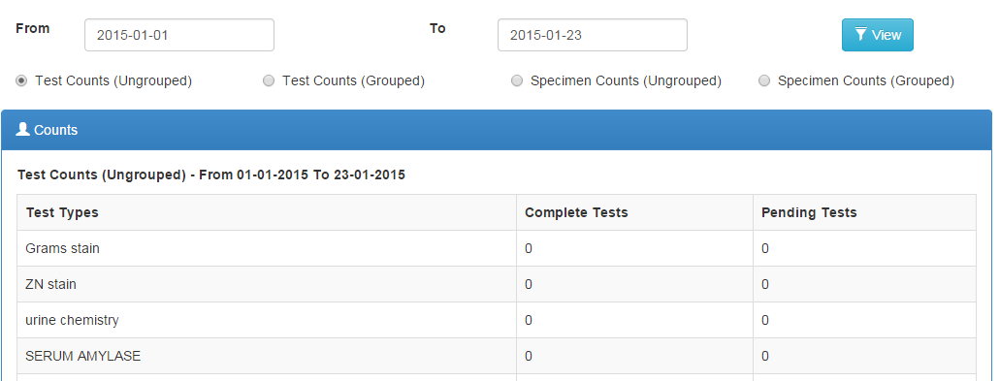 From 2015-01-01 To 2015-01-23 View
Test Counts (Ungrouped) Test Counts (Grouped) Specimen Counts (Ungrouped) Specimen Counts (Grouped)
Counts
Test Counts (Ungrouped) - From 01-01-2015 To 23-01-2015
Test Types Complete Tests Pending Tests
Grams stain 0 0
ZN stain 0 0
urine chemistry 0 0
SERUM AMYLASE 0 0